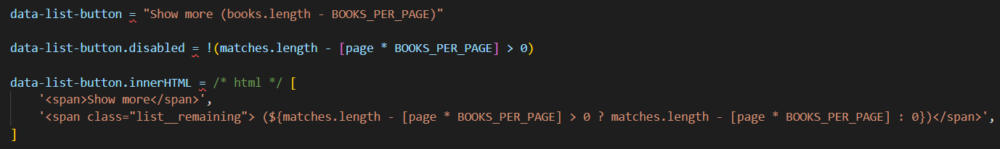 data-list-button = "Show more (books.length - BOOKS_PER_PAGE)"
data-list-button.disabled = !(matches.length - [page * BOOKS_PER_PAGE] > 0)
data-list-button.innerHTML = /* html */ [
'<span>Show more</span>',
'<span class="list__remaining"> (${matches.length - [page * BOOKS_PER_PAGE] > 0 ? matches.length - [page * BOOKS_PER_PAGE] : 0})</span>',
]